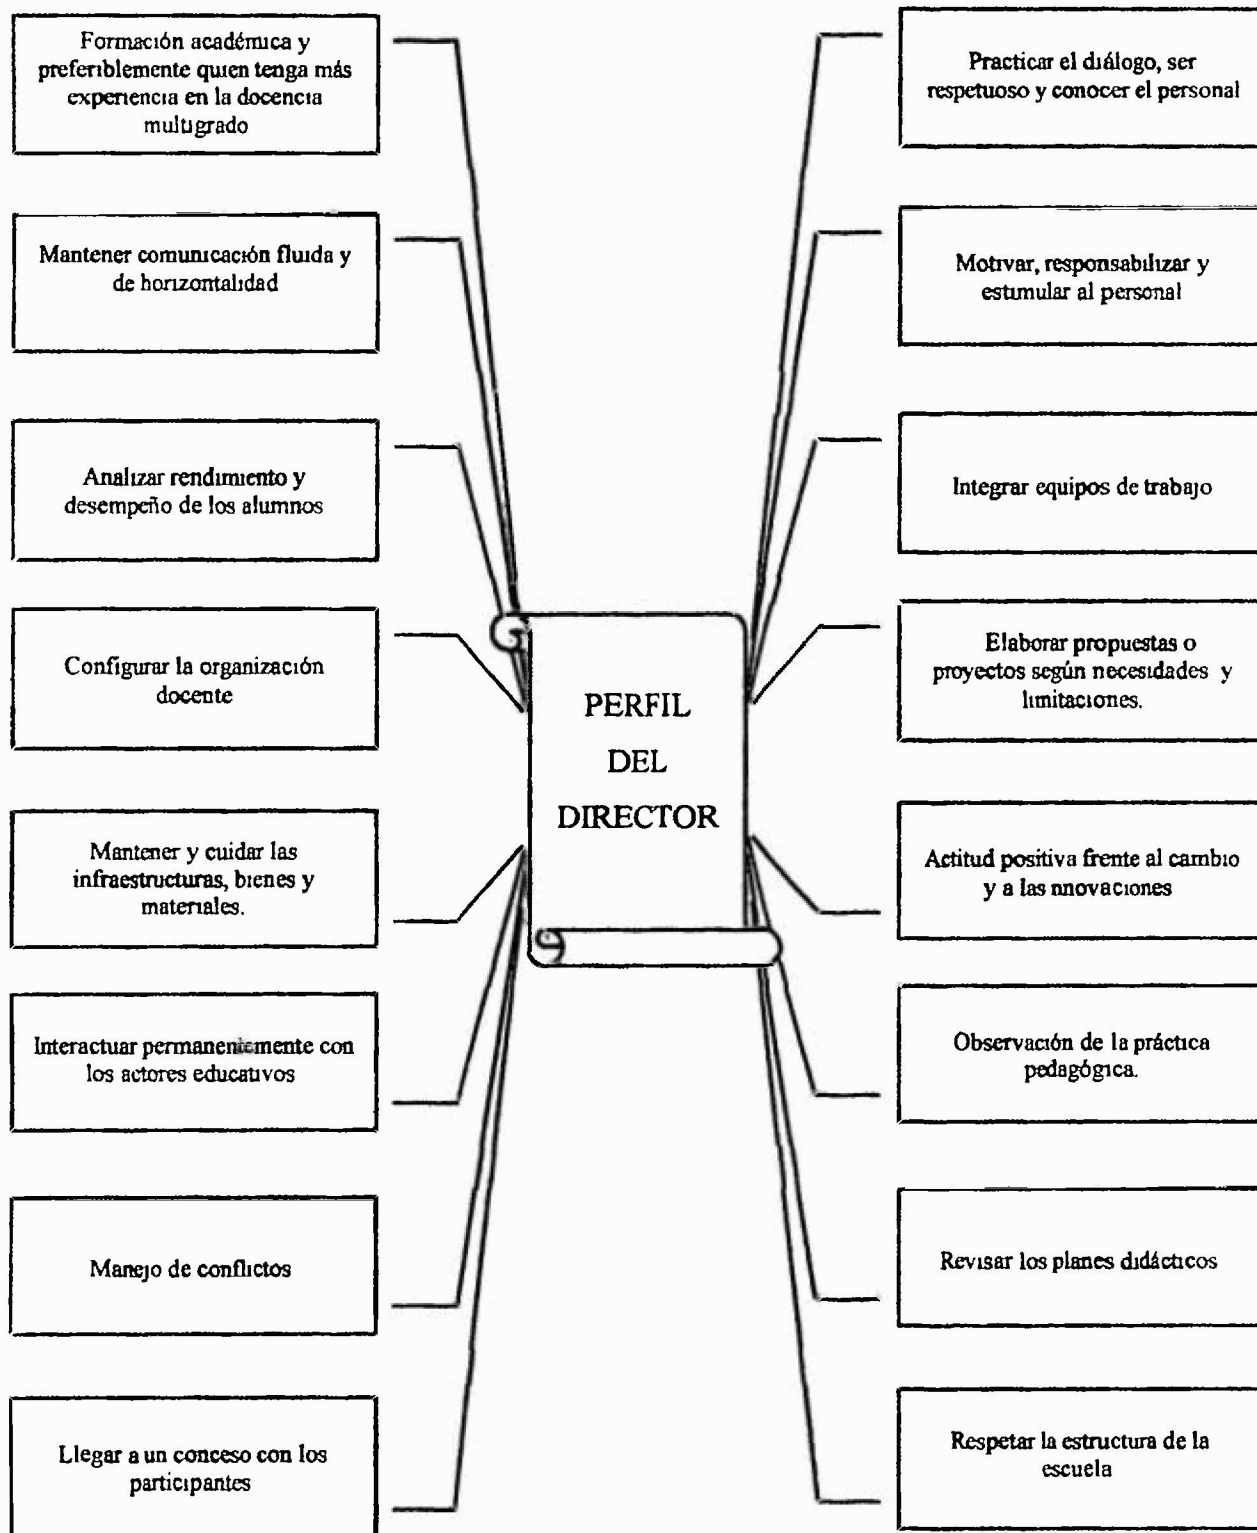 Formación académica y
preferiblemente quien tenga más
experiencia en la docencia
multigrado
Mantener comunicación fluida y
de horizontalidad
Analizar rendimiento y
desempeño de los alumnos
Configurar la organización
docente
Mantener y cuidar las
infraestructuras, bienes y
materiales.
Interactuar permanentemente con
los actores educativos
Manejo de conflictos
Llegar a un conceso con los
participantes
PERFIL
DEL
DIRECTOR
Practicar el diálogo, ser
respetuoso y conocer el personal
Motivar, responsabilizar y
estimular al personal
Integrar equipos de trabajo
Elaborar propuestas o
proyectos según necesidades y
limitaciones.
Actitud positiva frente al cambio
y a las nnovaciones
Observación de la práctica
pedagógica.
Revisar los planes didácticos
Respetar la estructura de la
escuela